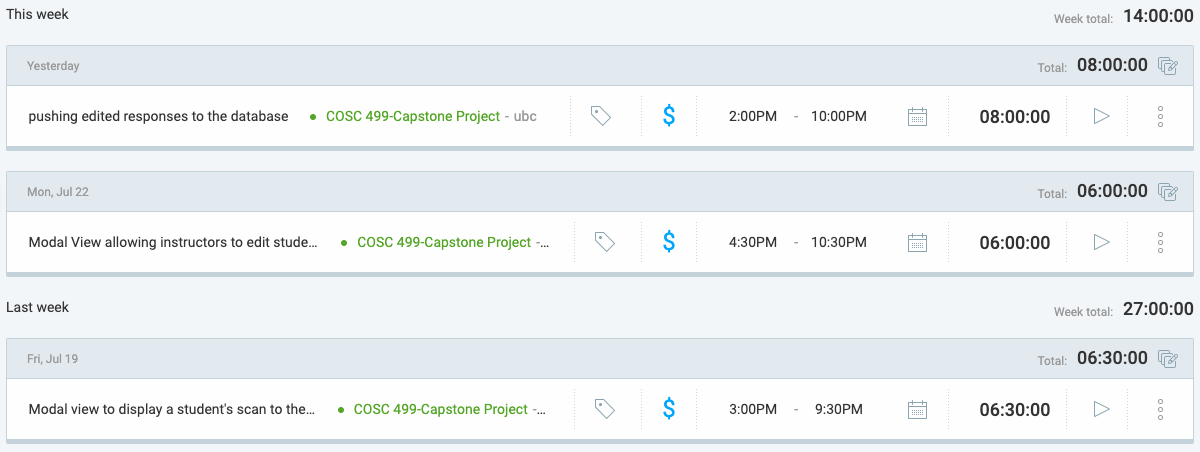 This week Week total: 14:00:00
Yesterday Total: 08:00:00
pushing edited responses to the database • COSC 499-Capstone Project - ubc $ 2:00PM - 10:00PM 08:00:00
Mon, Jul 22 Total: 06:00:00
Modal View allowing instructors to edit stude... • COSC 499-Capstone Project -... $ 4:30PM - 10:30PM 06:00:00
Last week Week total: 27:00:00
Fri, Jul 19 Total: 06:30:00
Modal view to display a student's scan to the... • COSC 499-Capstone Project -... $ 3:00PM - 9:30PM 06:30:00